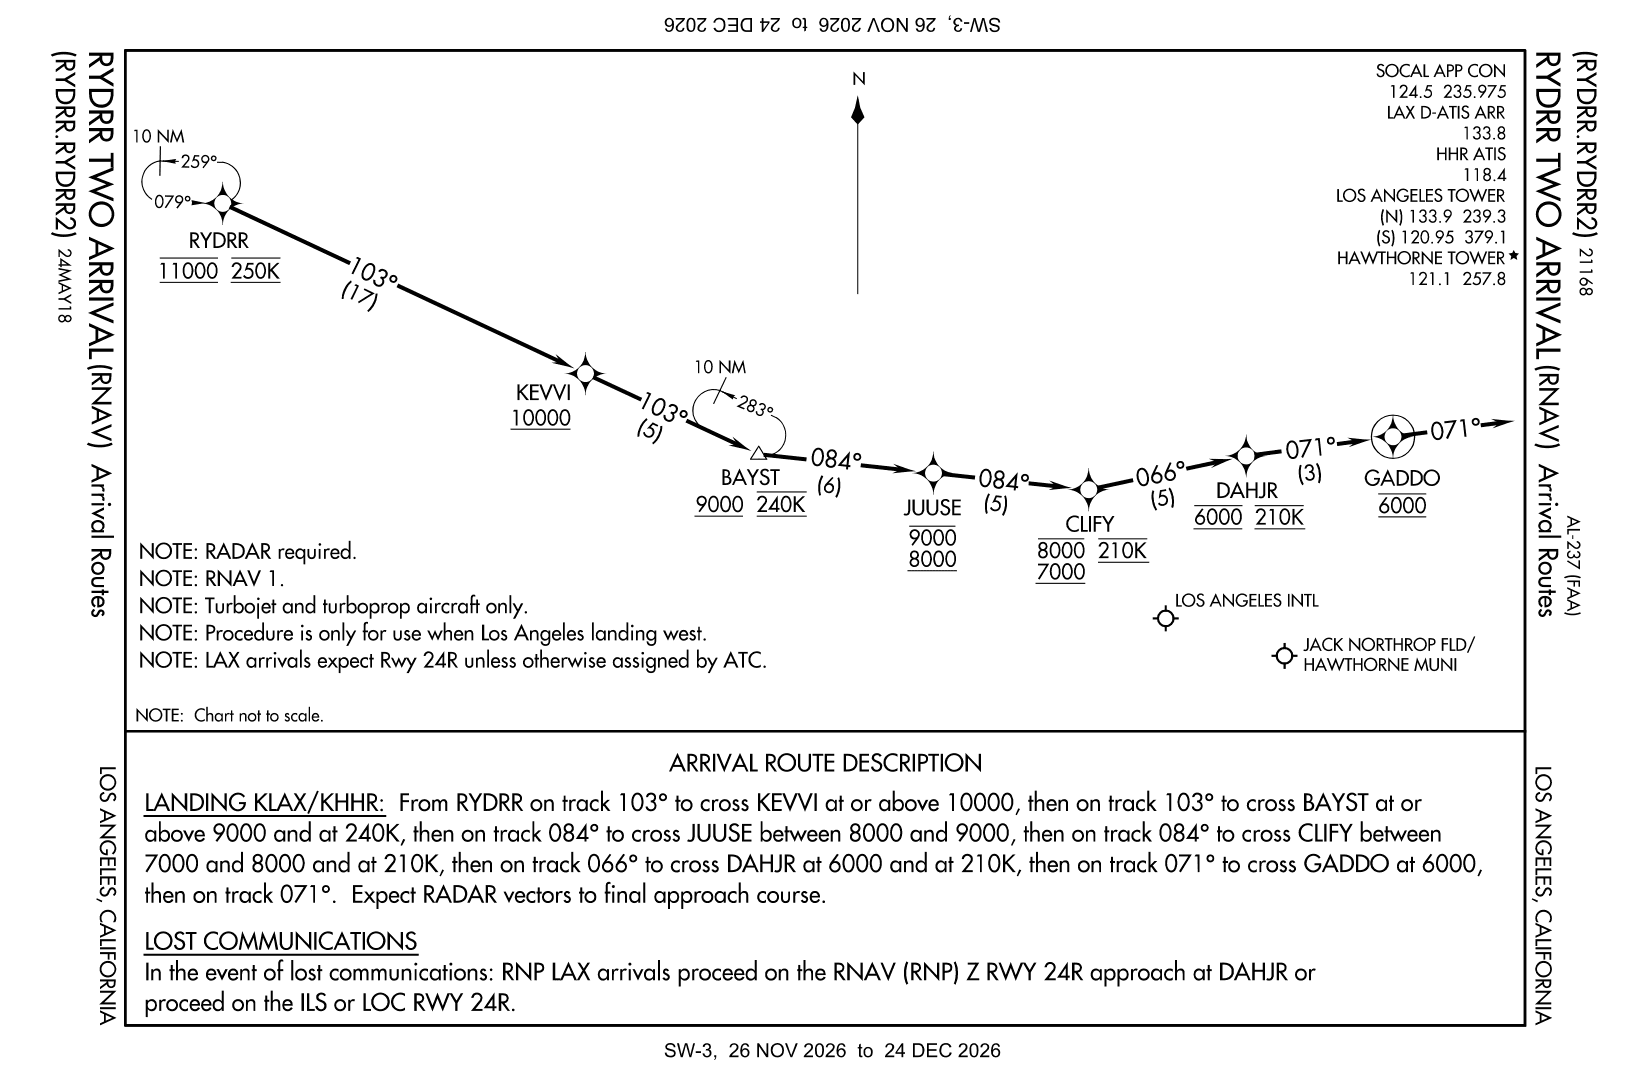 SW-3, 26 NOV 2026 to 24 DEC 2026
(RYDRR.RYDRR2) 24MAY18
RYDRR TWO ARRIVAL (RNAV) Arrival Routes
LOS ANGELES, CALIFORNIA
(RYDRR.RYDRR2) 21168
RYDRR TWO ARRIVAL (RNAV) Arrival Routes
AL-237 (FAA)
LOS ANGELES, CALIFORNIA
N
SOCAL APP CON
124.5 235.975
LAX D-ATIS ARR
133.8
HHR ATIS
118.4
LOS ANGELES TOWER
(N) 133.9 239.3
(S) 120.95 379.1
HAWTHORNE TOWER ★
121.1 257.8
10 NM
259°
079°
RYDRR
11000 250K
103°
(17)
KEVVI
10000
103°
(5)
10 NM
283°
BAYST
9000 240K
084°
(6)
JUUSE
9000
8000
084°
(5)
CLIFY
8000 210K
7000
066°
(5)
DAHJR
6000 210K
071°
(3)
GADDO
6000
071°
LOS ANGELES INTL
JACK NORTHROP FLD/
HAWTHORNE MUNI
NOTE: RADAR required.
NOTE: RNAV 1.
NOTE: Turbojet and turboprop aircraft only.
NOTE: Procedure is only for use when Los Angeles landing west.
NOTE: LAX arrivals expect Rwy 24R unless otherwise assigned by ATC.
NOTE: Chart not to scale.
ARRIVAL ROUTE DESCRIPTION
LANDING KLAX/KHHR: From RYDRR on track 103° to cross KEVVI at or above 10000, then on track 103° to cross BAYST at or
above 9000 and at 240K, then on track 084° to cross JUUSE between 8000 and 9000, then on track 084° to cross CLIFY between
7000 and 8000 and at 210K, then on track 066° to cross DAHJR at 6000 and at 210K, then on track 071° to cross GADDO at 6000,
then on track 071°. Expect RADAR vectors to final approach course.
LOST COMMUNICATIONS
In the event of lost communications: RNP LAX arrivals proceed on the RNAV (RNP) Z RWY 24R approach at DAHJR or
proceed on the ILS or LOC RWY 24R.
SW-3, 26 NOV 2026 to 24 DEC 2026